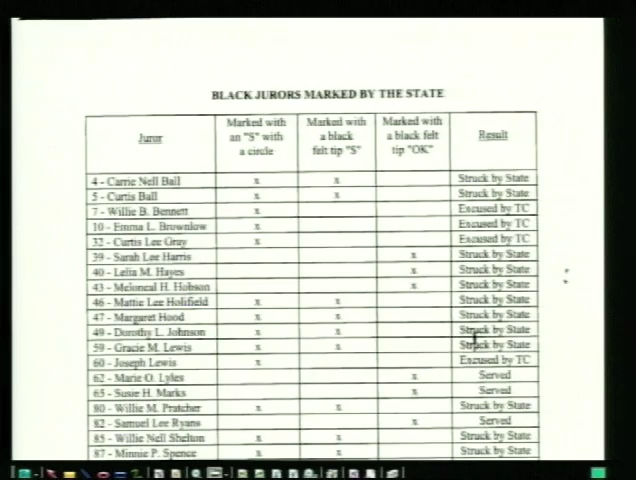 BLACK JURORS MARKED BY THE STATE
Juror | Marked with an "S" with a circle | Marked with a black felt tip "S" | Marked with a black felt tip "OK" | Result
4 - Carrie Nell Ball | x | x | | Struck by State
5 - Curtis Ball | x | x | | Struck by State
7 - Willie B. Bennett | x | | | Excused by TC
10 - Emma L. Brownlow | x | | | Excused by TC
32 - Curtis Lee Gray | x | | | Excused by TC
39 - Sarah Lee Harris | | | x | Struck by State
40 - Lelia M. Hayes | | | x | Struck by State
43 - Meloneal H. Hobson | | | x | Struck by State
46 - Mattie Lee Holifield | x | x | | Struck by State
47 - Margaret Hood | x | x | | Struck by State
49 - Dorothy L. Johnson | x | x | | Struck by State
59 - Gracie M. Lewis | x | x | | Struck by State
60 - Joseph Lewis | x | | | Excused by TC
62 - Marie O. Lyles | | | x | Served
65 - Susie H. Marks | | | x | Served
80 - Willie M. Pratcher | x | x | | Struck by State
82 - Samuel Lee Ryans | | | x | Served
85 - Willie Nell Shelton | x | x | | Struck by State
87 - Minnie P. Spence | x | x | | Struck by State